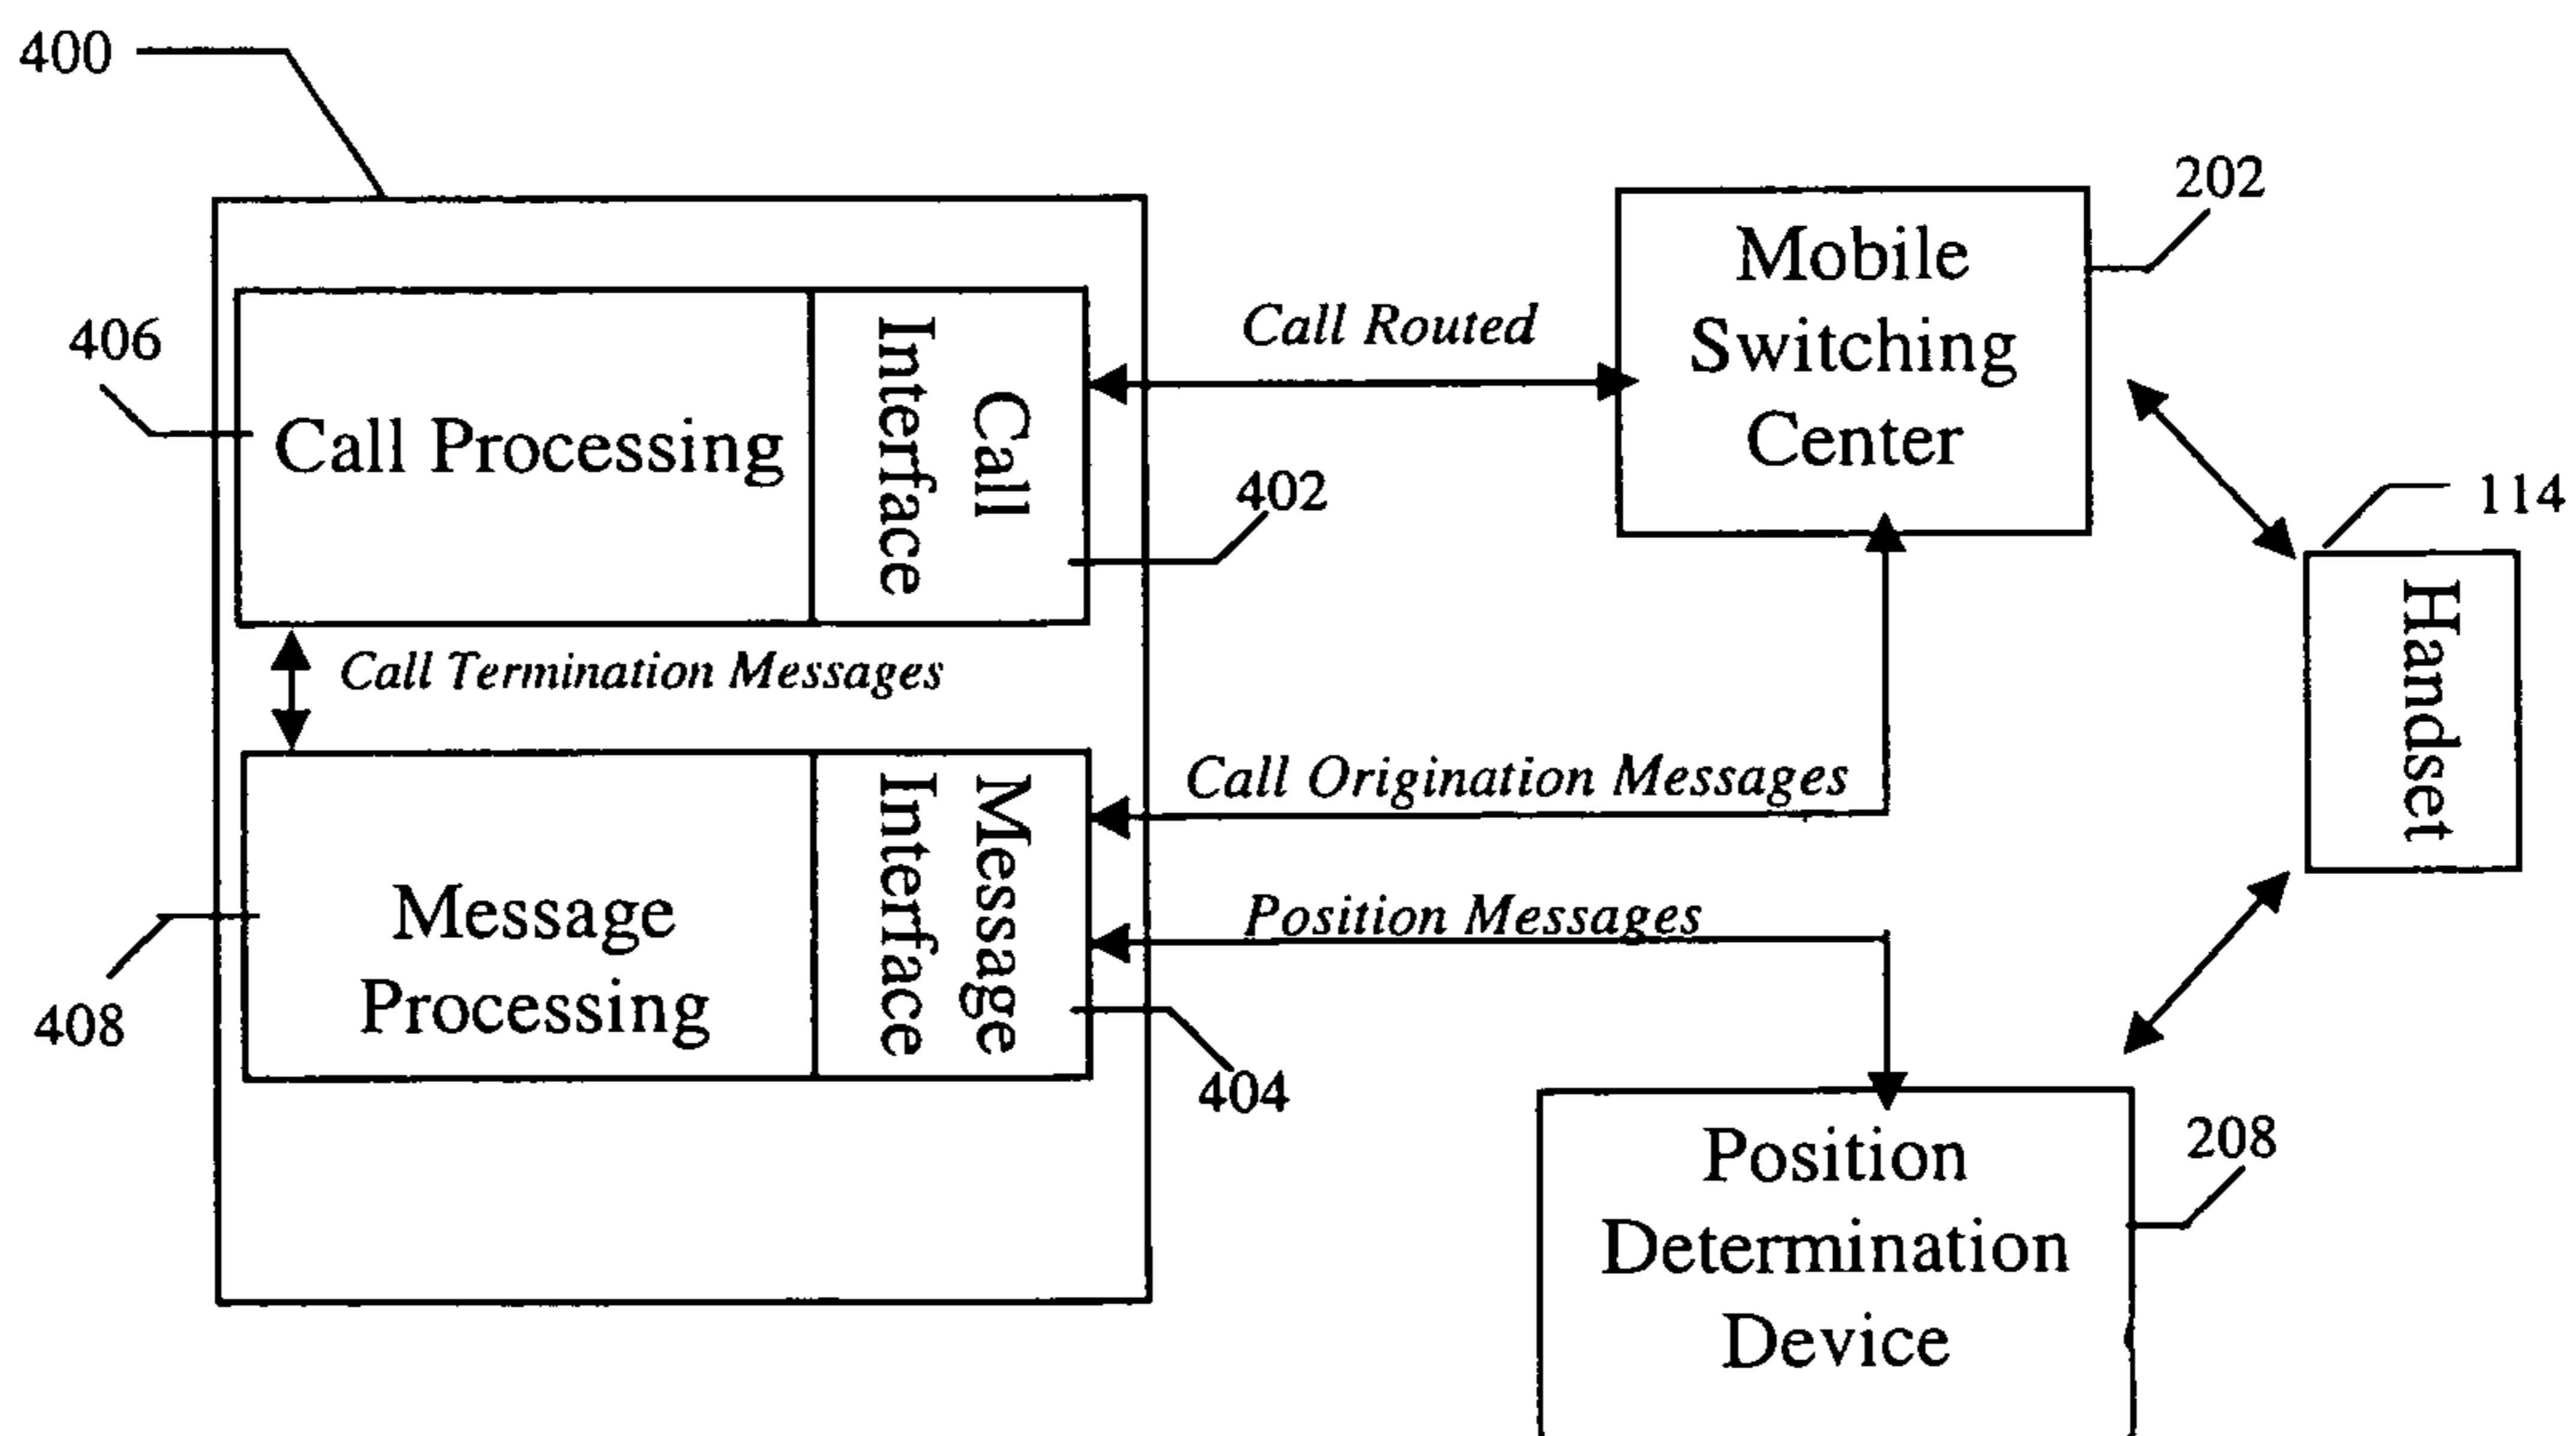 400
202
Mobile
Switching
Center
Call Routed
406
Call Processing
Call
Interface
402
114
Handset
Call Termination Messages
Call Origination Messages
Message
Interface
Position Messages
Message
Processing
408
404
208
Position
Determination
Device